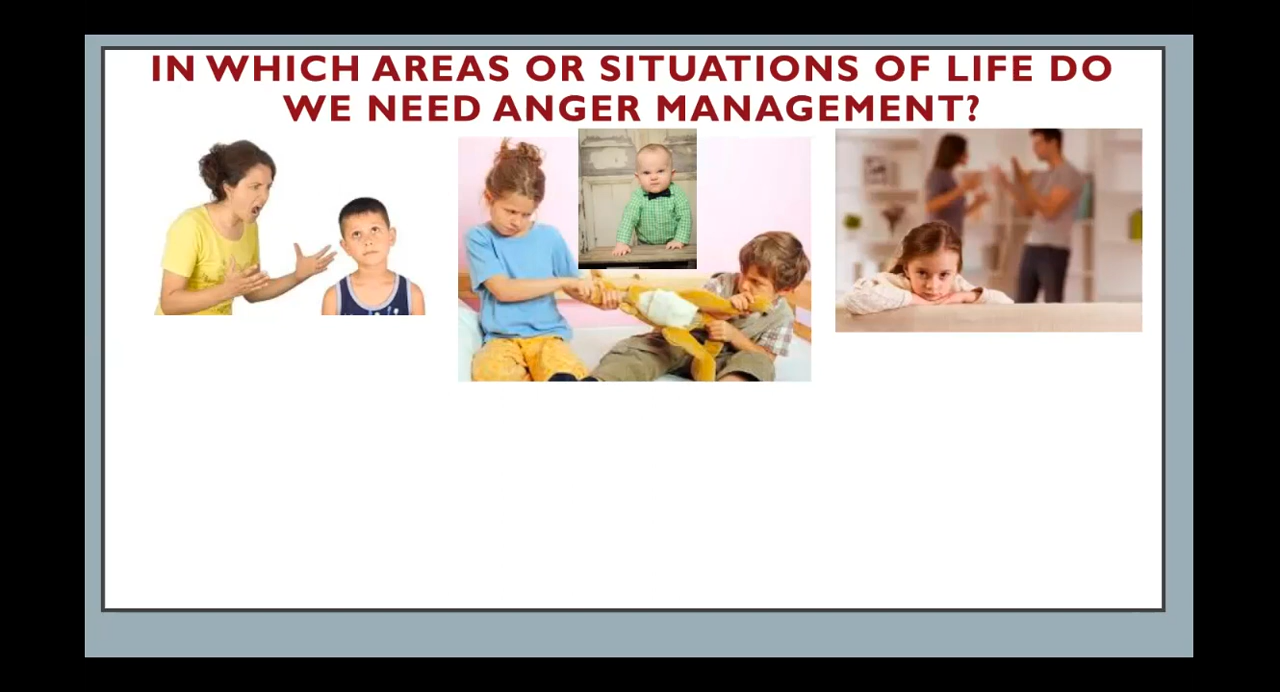 IN WHICH AREAS OR SITUATIONS OF LIFE DO
WE NEED ANGER MANAGEMENT?